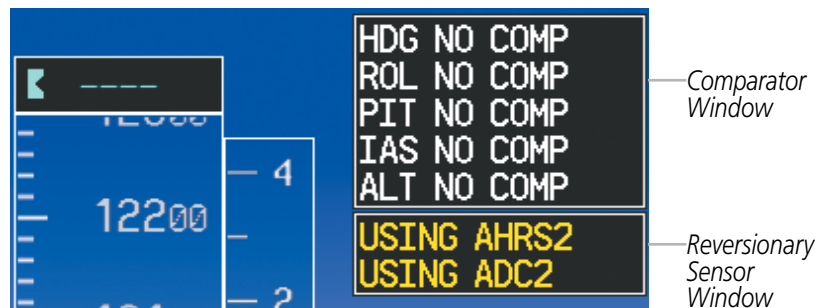 HDG NO COMP
ROL NO COMP
PIT NO COMP
IAS NO COMP
ALT NO COMP
Comparator
Window
----
4
12200
USING AHRS2
USING ADC2
2
Reversionary
Sensor
Window